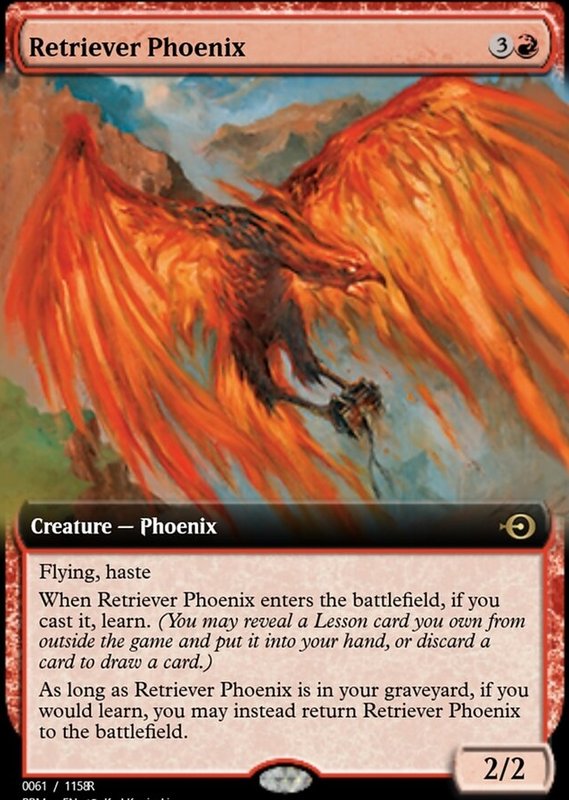 Retriever Phoenix
3
Creature — Phoenix
Flying, haste
When Retriever Phoenix enters the battlefield, if you
cast it, learn. (You may reveal a Lesson card you own from
outside the game and put it into your hand, or discard a
card to draw a card.)
As long as Retriever Phoenix is in your graveyard, if you
would learn, you may instead return Retriever Phoenix
to the battlefield.
2/2
0061 / 1158R